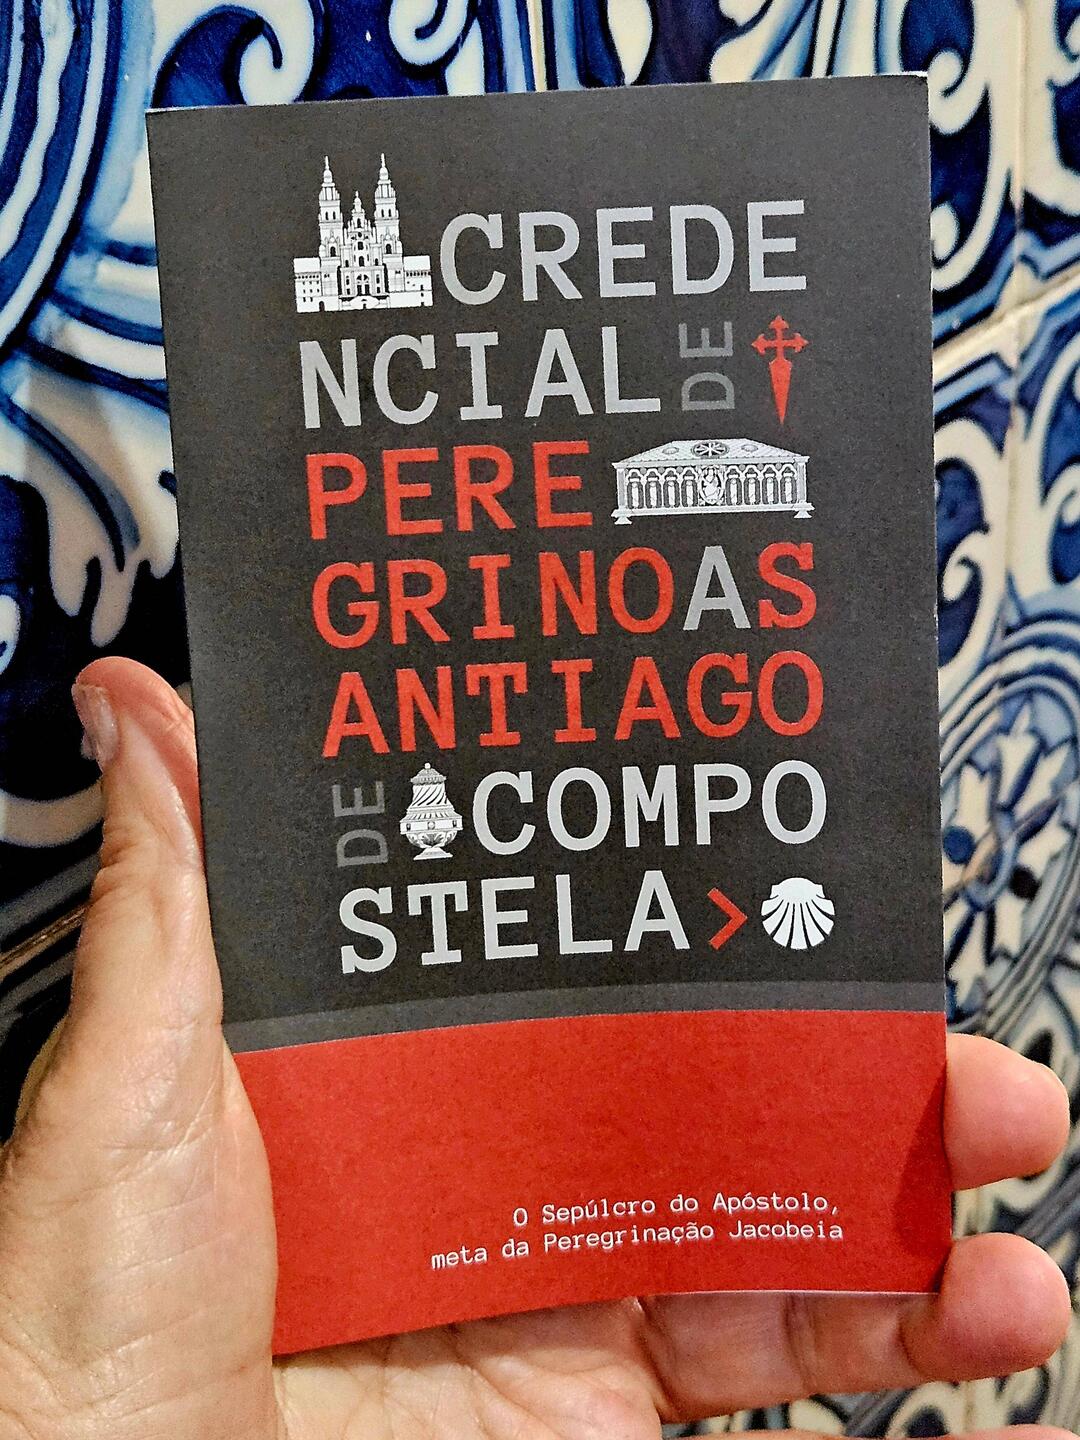 CREDE
NCIAL DE
PERE
GRINOAS
ANTIAGO
DE COMPO
STELA>
O Sepúlcro do Apóstolo,
meta da Peregrinação Jacobeia